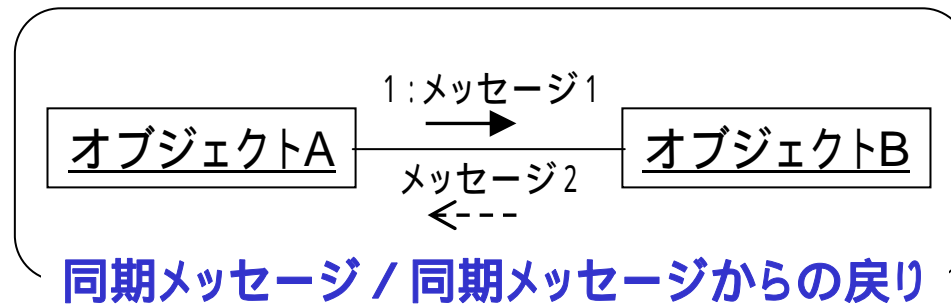 1:メッセージ1
オブジェクトA
オブジェクトB
メッセージ2
同期メッセージ/同期メッセージからの戻り